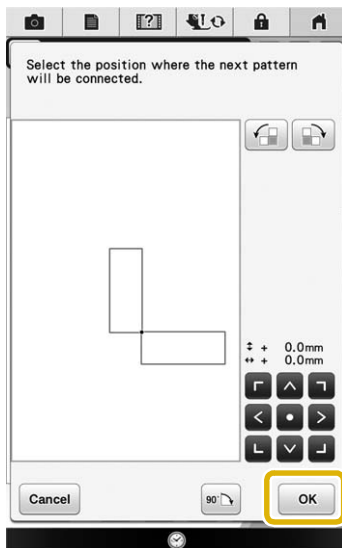 [?]
Select the position where the next pattern
will be connected.
+ 0.0mm
+ 0.0mm
Cancel
90°
OK